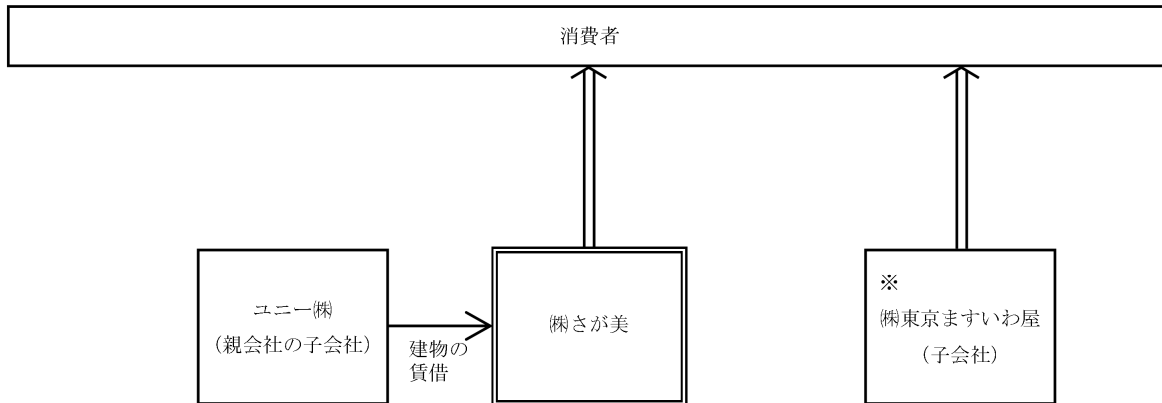 消費者
ユニー㈱
（親会社の子会社）
建物の
賃借
㈱さが美
※
㈱東京ますいわ屋
（子会社）